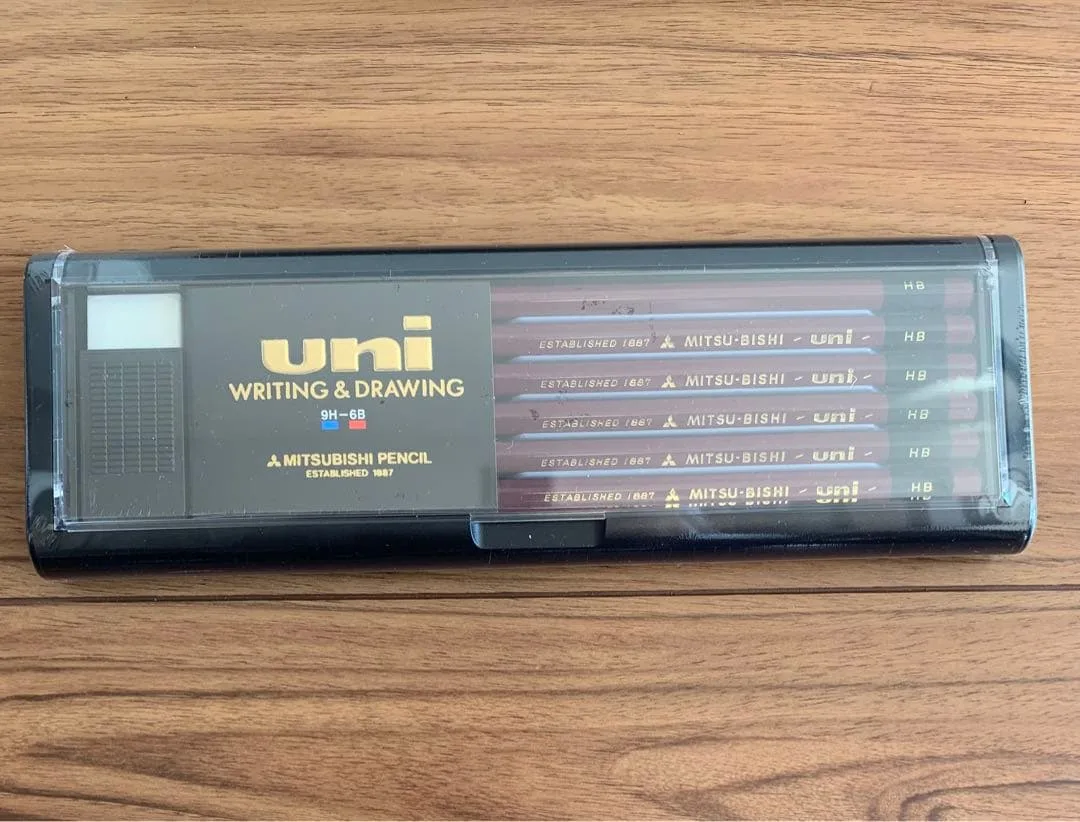 uni
WRITING & DRAWING
9H-6B
MITSUBISHI PENCIL
ESTABLISHED 1887
HB
ESTABLISHED 1887 MITSU-BISHI - uni - HB
ESTABLISHED 1887 MITSU-BISHI - uni - HB
ESTABLISHED 1887 MITSU-BISHI - uni - HB
ESTABLISHED 1887 MITSU-BISHI - uni - HB
ESTABLISHED 1887 MITSU-BISHI - uni - HB